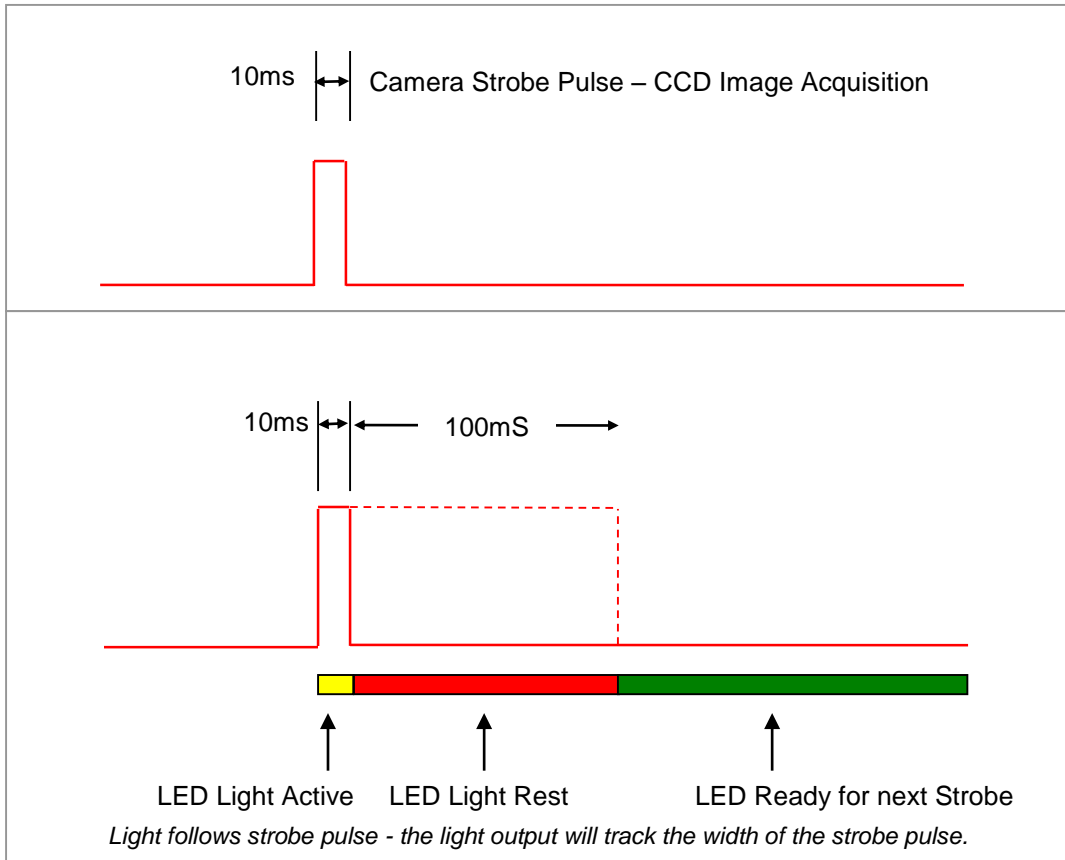 10ms Camera Strobe Pulse – CCD Image Acquisition
10ms 100mS
LED Light Active LED Light Rest LED Ready for next Strobe
Light follows strobe pulse - the light output will track the width of the strobe pulse.